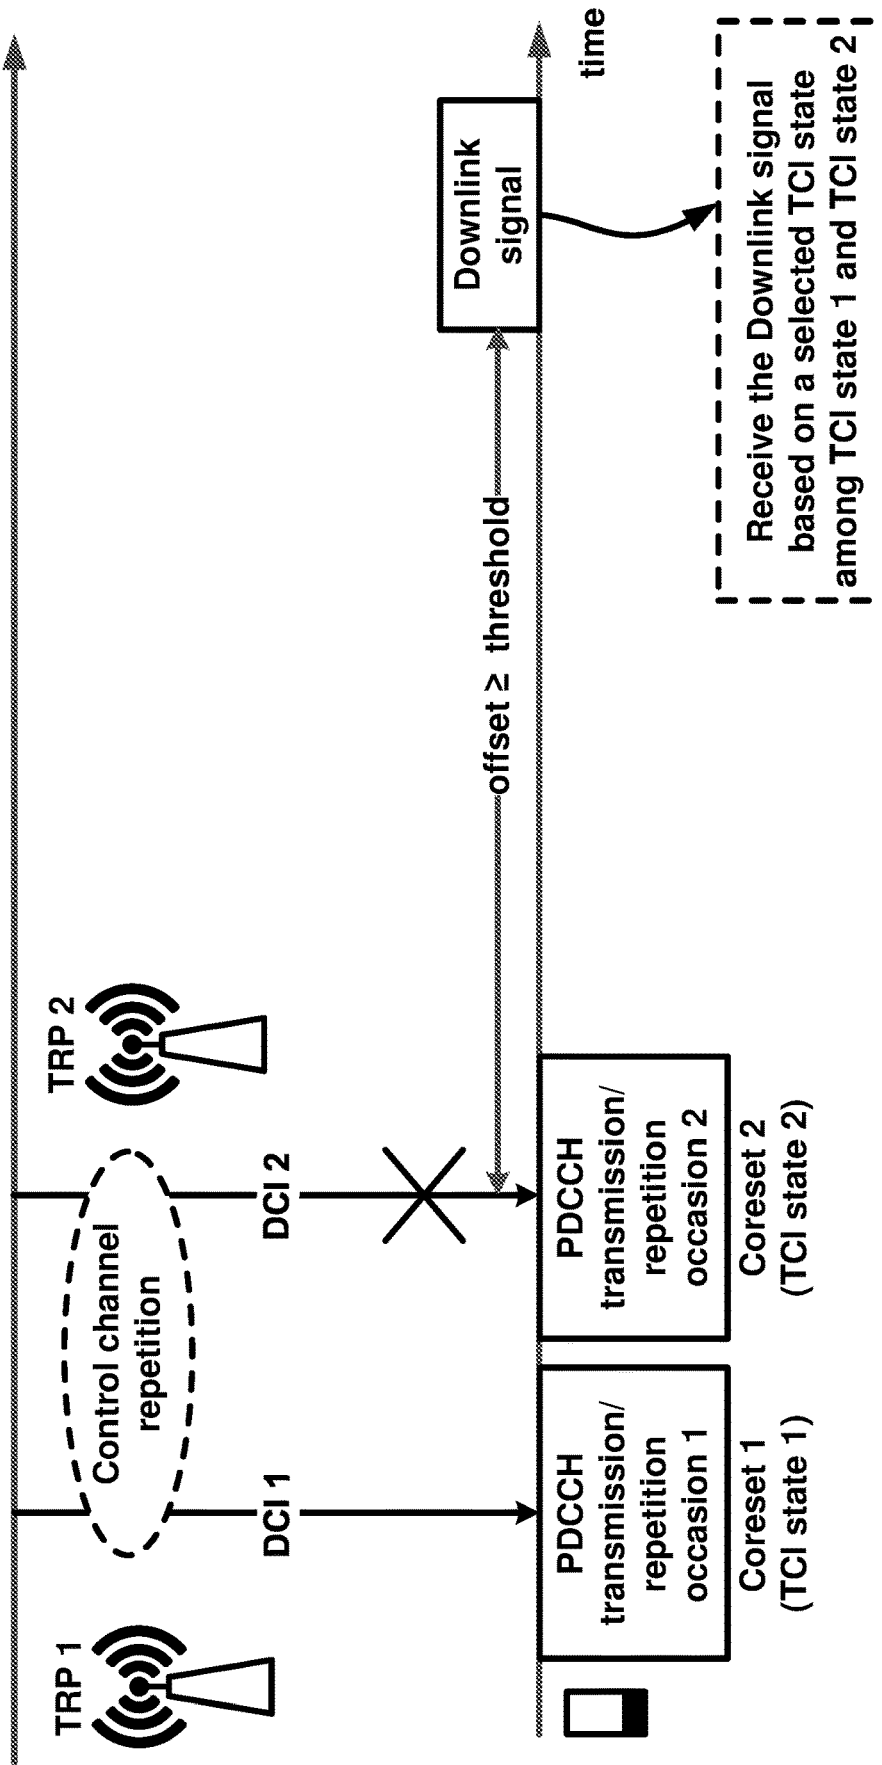 TRP 1
TRP 2
Control channel
repetition
DCI 1
DCI 2
offset ≥ threshold
Downlink
signal
time
PDCCH
transmission/
repetition
occasion 1
PDCCH
transmission/
repetition
occasion 2
Coreset 1
(TCI state 1)
Coreset 2
(TCI state 2)
Receive the Downlink signal
based on a selected TCI state
among TCI state 1 and TCI state 2